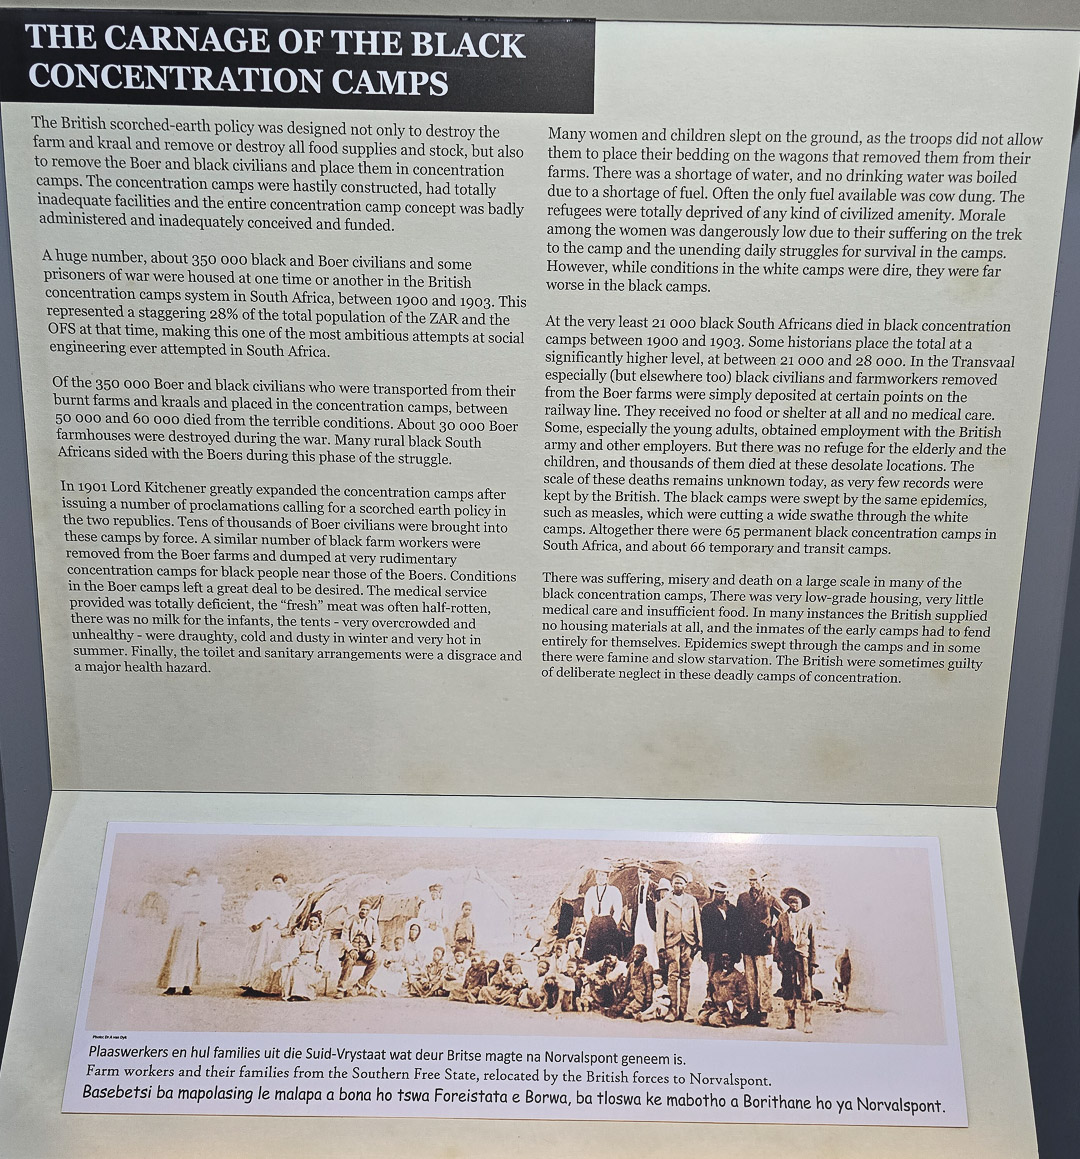 THE CARNAGE OF THE BLACK
CONCENTRATION CAMPS
The British scorched-earth policy was designed not only to destroy the
farm and kraal and remove or destroy all food supplies and stock, but also
to remove the Boer and black civilians and place them in concentration
camps. The concentration camps were hastily constructed, had totally
inadequate facilities and the entire concentration camp concept was badly
administered and inadequately conceived and funded.
A huge number, about 350 000 black and Boer civilians and some
prisoners of war were housed at one time or another in the British
concentration camps system in South Africa, between 1900 and 1903. This
represented a staggering 28% of the total population of the ZAR and the
OFS at that time, making this one of the most ambitious attempts at social
engineering ever attempted in South Africa.
Of the 350 000 Boer and black civilians who were transported from their
burnt farms and kraals and placed in the concentration camps, between
50 000 and 60 000 died from the terrible conditions. About 30 000 Boer
farmhouses were destroyed during the war. Many rural black South
Africans sided with the Boers during this phase of the struggle.
In 1901 Lord Kitchener greatly expanded the concentration camps after
issuing a number of proclamations calling for a scorched earth policy in
the two republics. Tens of thousands of Boer civilians were brought into
these camps by force. A similar number of black farm workers were
removed from the Boer farms and dumped at very rudimentary
concentration camps for black people near those of the Boers. Conditions
in the Boer camps left a great deal to be desired. The medical service
provided was totally deficient, the “fresh” meat was often half-rotten,
there was no milk for the infants, the tents - very overcrowded and
unhealthy - were draughty, cold and dusty in winter and very hot in
summer. Finally, the toilet and sanitary arrangements were a disgrace and
a major health hazard.
Many women and children slept on the ground, as the troops did not allow
them to place their bedding on the wagons that removed them from their
farms. There was a shortage of water, and no drinking water was boiled
due to a shortage of fuel. Often the only fuel available was cow dung. The
refugees were totally deprived of any kind of civilized amenity. Morale
among the women was dangerously low due to their suffering on the trek
to the camp and the unending daily struggles for survival in the camps.
However, while conditions in the white camps were dire, they were far
worse in the black camps.
At the very least 21 000 black South Africans died in black concentration
camps between 1900 and 1903. Some historians place the total at a
significantly higher level, at between 21 000 and 28 000. In the Transvaal
especially (but elsewhere too) black civilians and farmworkers removed
from the Boer farms were simply deposited at certain points on the
railway line. They received no food or shelter at all and no medical care.
Some, especially the young adults, obtained employment with the British
army and other employers. But there was no refuge for the elderly and the
children, and thousands of them died at these desolate locations. The
scale of these deaths remains unknown today, as very few records were
kept by the British. The black camps were swept by the same epidemics,
such as measles, which were cutting a wide swathe through the white
camps. Altogether there were 65 permanent black concentration camps in
South Africa, and about 66 temporary and transit camps.
There was suffering, misery and death on a large scale in many of the
black concentration camps, There was very low-grade housing, very little
medical care and insufficient food. In many instances the British supplied
no housing materials at all, and the inmates of the early camps had to fend
entirely for themselves. Epidemics swept through the camps and in some
there were famine and slow starvation. The British were sometimes guilty
of deliberate neglect in these deadly camps of concentration.
Photo: Dr A van Dyk
Plaaswerkers en hul families uit die Suid-Vrystaat wat deur Britse magte na Norvalspont geneem is.
Farm workers and their families from the Southern Free State, relocated by the British forces to Norvalspont.
Basebetsi ba mapolasing le malapa a bona ho tswa Foreistata e Borwa, ba tloswa ke mabotho a Borithane ho ya Norvalspont.